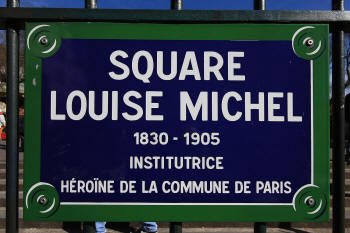 SQUARE
LOUISE MICHEL
1830 - 1905
INSTITUTRICE
HÉROÏNE DE LA COMMUNE DE PARIS